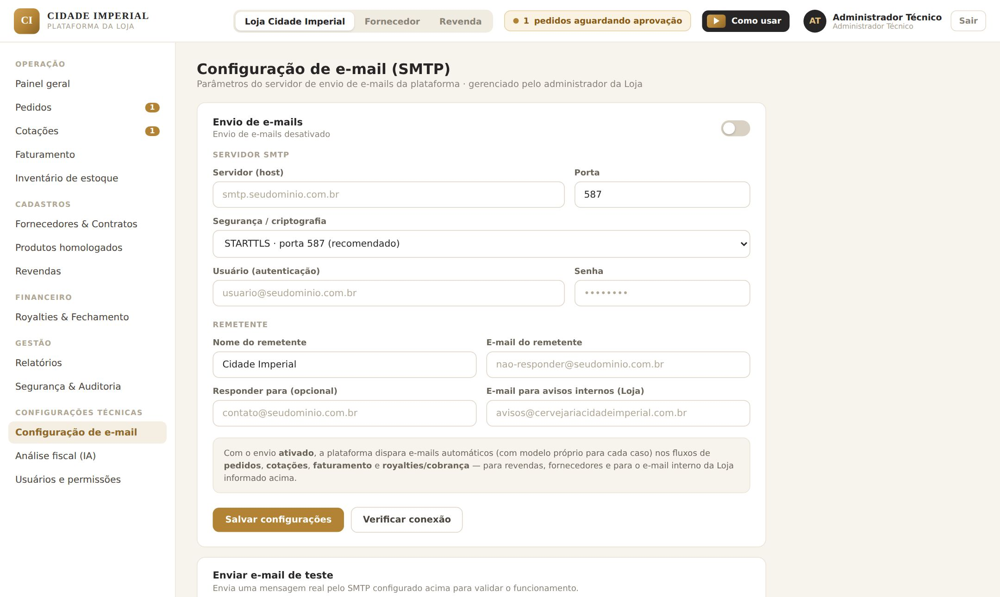 CI
CIDADE IMPERIAL
PLATAFORMA DA LOJA
Loja Cidade Imperial
Fornecedor
Revenda
1 pedidos aguardando aprovação
Como usar
AT
Administrador Técnico
Administrador Técnico
Sair
OPERAÇÃO
Painel geral
Pedidos 1
Cotações 1
Faturamento
Inventário de estoque
CADASTROS
Fornecedores & Contratos
Produtos homologados
Revendas
FINANCEIRO
Royalties & Fechamento
GESTÃO
Relatórios
Segurança & Auditoria
CONFIGURAÇÕES TÉCNICAS
Configuração de e-mail
Análise fiscal (IA)
Usuários e permissões
Configuração de e-mail (SMTP)
Parâmetros do servidor de envio de e-mails da plataforma · gerenciado pelo administrador da Loja
Envio de e-mails
Envio de e-mails desativado
SERVIDOR SMTP
Servidor (host)
smtp.seudominio.com.br
Porta
587
Segurança / criptografia
STARTTLS · porta 587 (recomendado)
Usuário (autenticação)
usuario@seudominio.com.br
Senha
••••••••
REMETENTE
Nome do remetente
Cidade Imperial
E-mail do remetente
nao-responder@seudominio.com.br
Responder para (opcional)
contato@seudominio.com.br
E-mail para avisos internos (Loja)
avisos@cervejariacidadeimperial.com.br
Com o envio ativado, a plataforma dispara e-mails automáticos (com modelo próprio para cada caso) nos fluxos de
pedidos, cotações, faturamento e royalties/cobrança — para revendas, fornecedores e para o e-mail interno da Loja
informado acima.
Salvar configurações
Verificar conexão
Enviar e-mail de teste
Envia uma mensagem real pelo SMTP configurado acima para validar o funcionamento.